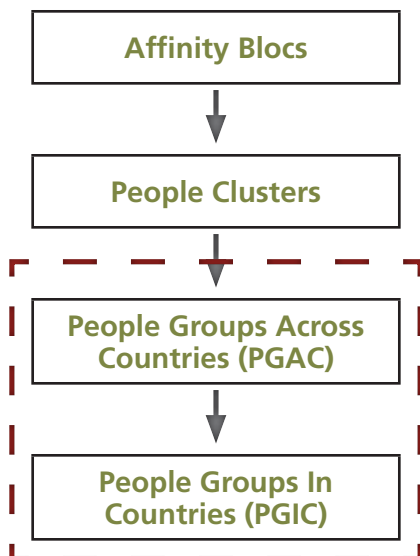 Affinity Blocs
People Clusters
People Groups Across
Countries (PGAC)
People Groups In
Countries (PGIC)